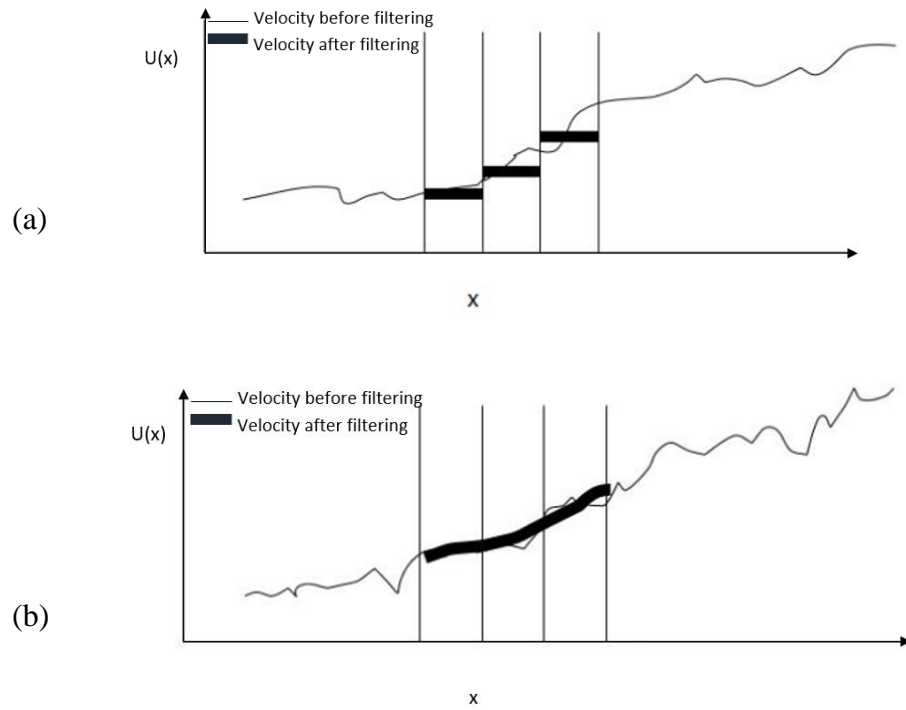 Velocity before filtering
Velocity after filtering
U(x)
(a)
x
Velocity before filtering
Velocity after filtering
U(x)
(b)
x